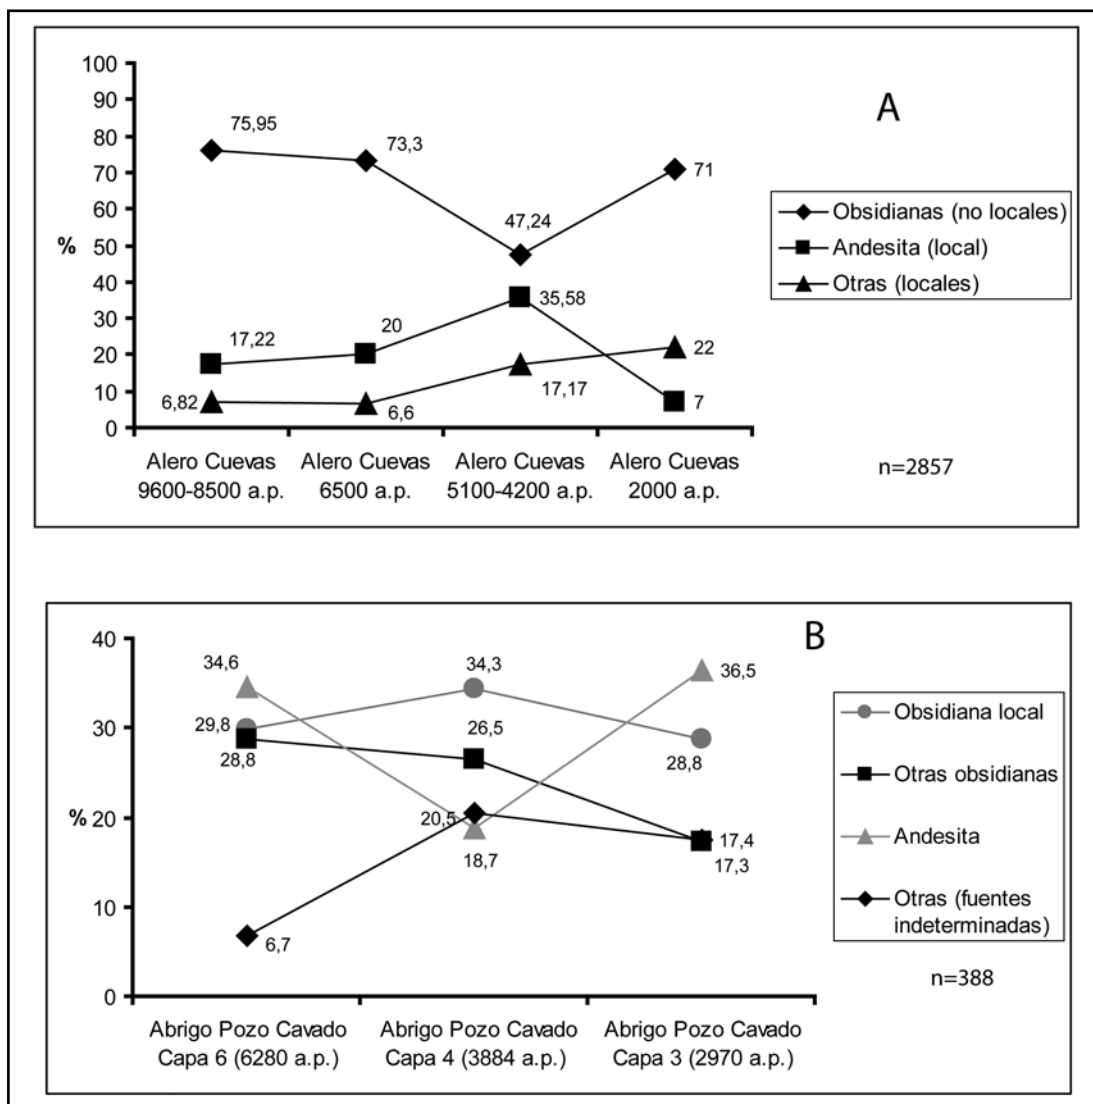 A
100
90
80
70
60
50
40
30
20
10
0
%
75,95
73,3
47,24
71
17,22
20
35,58
7
6,82
6,6
17,17
22
Obsidianas (no locales)
Andesita (local)
Otras (locales)
Alero Cuevas
9600-8500 a.p.
Alero Cuevas
6500 a.p.
Alero Cuevas
5100-4200 a.p.
Alero Cuevas
2000 a.p.
n=2857
B
40
30
20
10
0
%
34,6
29,8
28,8
6,7
34,3
26,5
20,5
18,7
36,5
28,8
17,4
17,3
Obsidiana local
Otras obsidianas
Andesita
Otras (fuentes
indeterminadas)
Abrigo Pozo Cavado
Capa 6 (6280 a.p.)
Abrigo Pozo Cavado
Capa 4 (3884 a.p.)
Abrigo Pozo Cavado
Capa 3 (2970 a.p.)
n=388